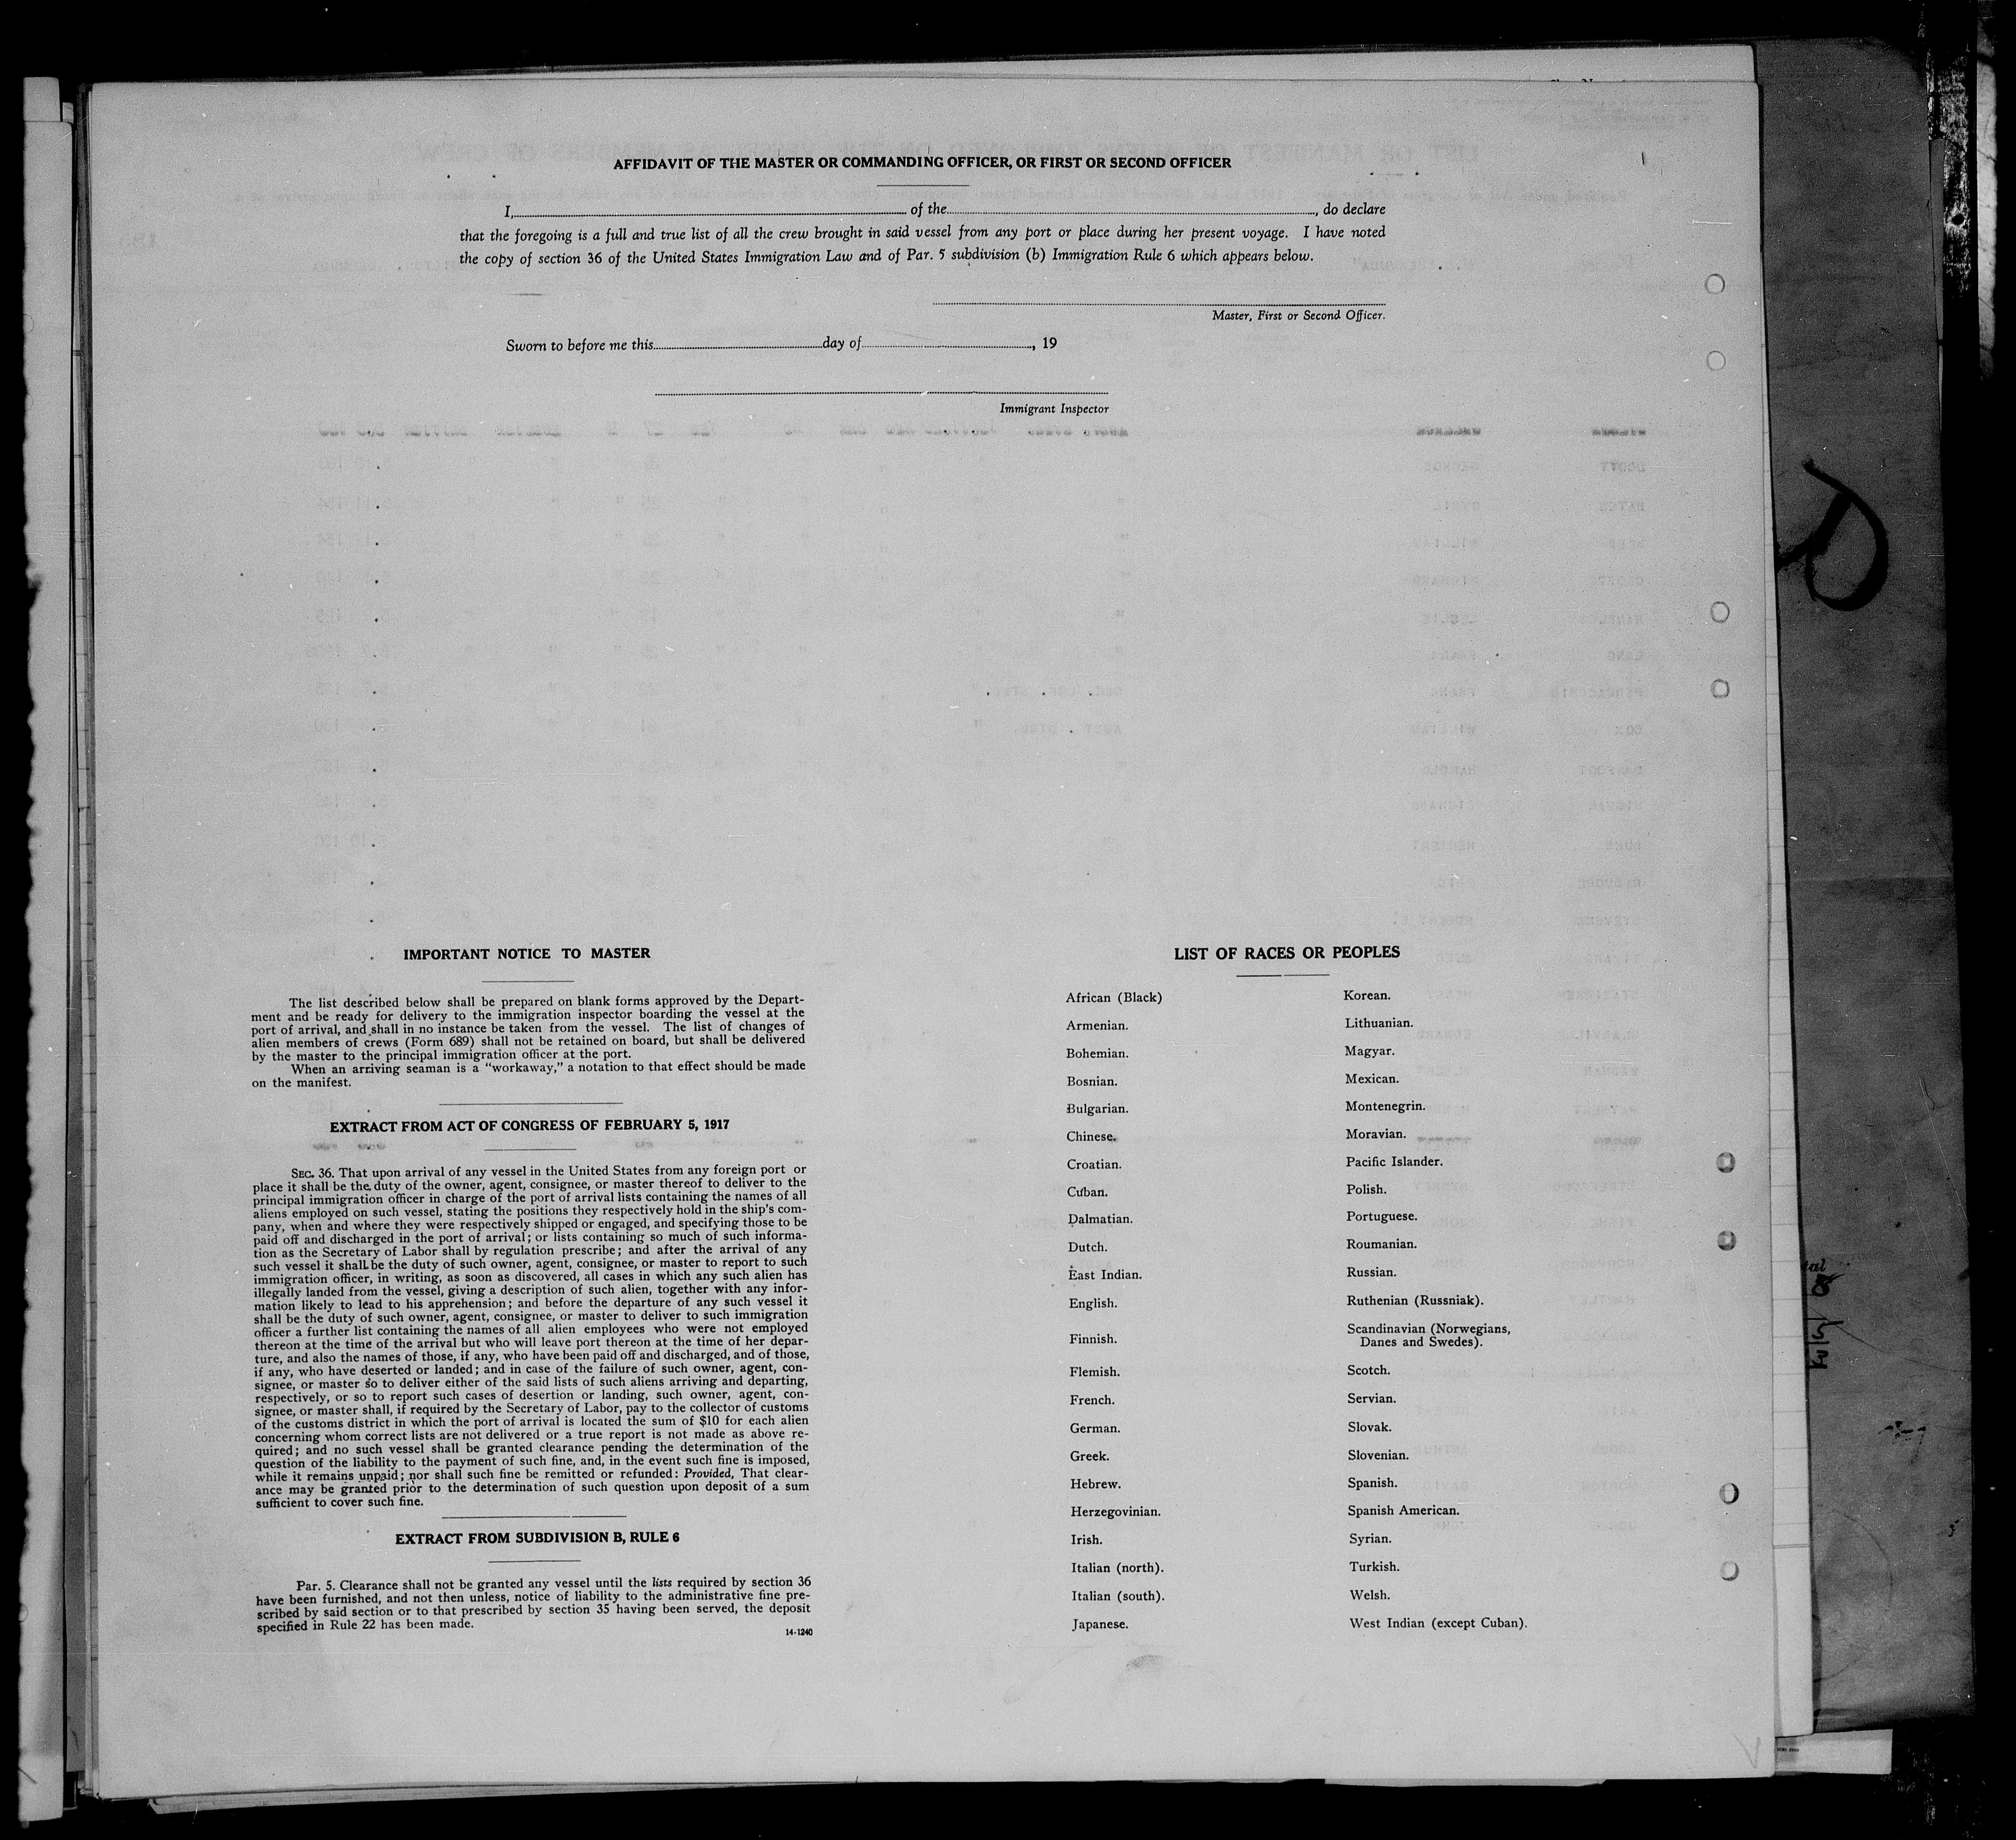 AFFIDAVIT OF THE MASTER OR COMMANDING OFFICER, OR FIRST OR SECOND OFFICER
I, of the , do declare
that the foregoing is a full and true list of all the crew brought in said vessel from any port or place during her present voyage. I have noted
the copy of section 36 of the United States Immigration Law and of Par. 5 subdivision (b) Immigration Rule 6 which appears below.
Master, First or Second Officer.
Sworn to before me this day of , 19
Immigrant Inspector
IMPORTANT NOTICE TO MASTER
The list described below shall be prepared on blank forms approved by the Depart-
ment and be ready for delivery to the immigration inspector boarding the vessel at the
port of arrival, and shall in no instance be taken from the vessel. The list of changes of
alien members of crews (Form 689) shall not be retained on board, but shall be delivered
by the master to the principal immigration officer at the port.
When an arriving seaman is a "workaway," a notation to that effect should be made
on the manifest.
EXTRACT FROM ACT OF CONGRESS OF FEBRUARY 5, 1917
SEC. 36. That upon arrival of any vessel in the United States from any foreign port or
place it shall be the duty of the owner, agent, consignee, or master thereof to deliver to the
principal immigration officer in charge of the port of arrival lists containing the names of all
aliens employed on such vessel, stating the positions they respectively hold in the ship's com-
pany, when and where they were respectively shipped or engaged, and specifying those to be
paid off and discharged in the port of arrival; or lists containing so much of such informa-
tion as the Secretary of Labor shall by regulation prescribe; and after the arrival of any
such vessel it shall be the duty of such owner, agent, consignee, or master to report to such
immigration officer, in writing, as soon as discovered, all cases in which any such alien has
illegally landed from the vessel, giving a description of such alien, together with any infor-
mation likely to lead to his apprehension; and before the departure of any such vessel it
shall be the duty of such owner, agent, consignee, or master to deliver to such immigration
officer a further list containing the names of all alien employees who were not employed
thereon at the time of the arrival but who will leave port thereon at the time of her depar-
ture, and also the names of those, if any, who have been paid off and discharged, and of those,
if any, who have deserted or landed; and in case of the failure of such owner, agent, con-
signee, or master so to deliver either of the said lists of such aliens arriving and departing,
respectively, or so to report such cases of desertion or landing, such owner, agent, con-
signee, or master shall, if required by the Secretary of Labor, pay to the collector of customs
of the customs district in which the port of arrival is located the sum of $10 for each alien
concerning whom correct lists are not delivered or a true report is not made as above re-
quired; and no such vessel shall be granted clearance pending the determination of the
question of the liability to the payment of such fine, and, in the event such fine is imposed,
while it remains unpaid; nor shall such fine be remitted or refunded: Provided, That clear-
ance may be granted prior to the determination of such question upon deposit of a sum
sufficient to cover such fine.
EXTRACT FROM SUBDIVISION B, RULE 6
Par. 5. Clearance shall not be granted any vessel until the lists required by section 36
have been furnished, and not then unless, notice of liability to the administrative fine pre-
scribed by said section or to that prescribed by section 35 having been served, the deposit
specified in Rule 22 has been made.
14-1240
LIST OF RACES OR PEOPLES
African (Black)
Armenian.
Bohemian.
Bosnian.
Bulgarian.
Chinese.
Croatian.
Cuban.
Dalmatian.
Dutch.
East Indian.
English.
Finnish.
Flemish.
French.
German.
Greek.
Hebrew.
Herzegovinian.
Irish.
Italian (north).
Italian (south).
Japanese.
Korean.
Lithuanian.
Magyar.
Mexican.
Montenegrin.
Moravian.
Pacific Islander.
Polish.
Portuguese.
Roumanian.
Russian.
Ruthenian (Russniak).
Scandinavian (Norwegians,
Danes and Swedes).
Scotch.
Servian.
Slovak.
Slovenian.
Spanish.
Spanish American.
Syrian.
Turkish.
Welsh.
West Indian (except Cuban).